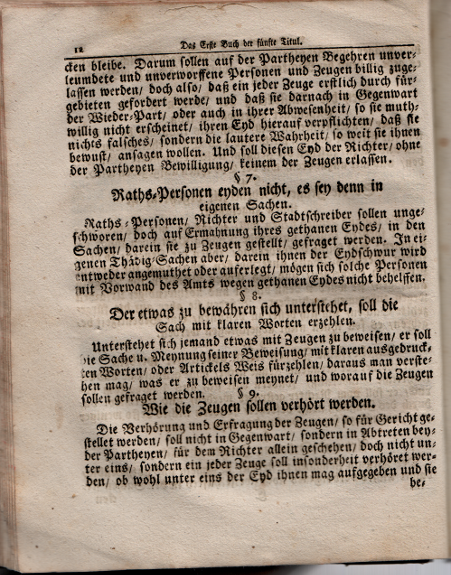 12
Das Erste Buch der fünfte Titul.
cken bleibe. Darum sollen auf der Partheyen Begehren unver-
leumdete und unverworffene Personen und Zeugen billig zuge-
lassen werden/ doch also/ daß ein jeder Zeuge erstlich durch für-
gebieten gefordert werde, und daß sie darnach in Gegenwart
der Wieder-Part/ oder auch in ihrer Abwesenheit/ so sie muth-
willig nicht erscheinet/ ihren Eyd hierauf verpflichten/ daß sie
nichts falsches/ sondern die lautere Wahrheit/ so weit sie ihnen
bewust/ ansagen wollen. Und soll diesen Eyd der Richter/ ohne
der Partheyen Bewilligung/ keinem der Zeugen erlassen.
§ 7.
Raths-Personen eyden nicht, es sey denn in
eigenen Sachen.
Raths-Personen/ Richter und Stadtschreiber sollen unge-
schworen/ doch auf Ermahnung ihres gethanen Eydes/ in den
Sachen/ darein sie zu Zeugen gestellt/ gefraget werden. In ei-
genen Thädig-Sachen aber/ darein ihnen der Eydschwur wird
entweder angemuthet oder auferlegt/ mögen sich solche Personen
mit Vorwand des Amts wegen gethanen Eydes nicht behelffen.
§ 8.
Der etwas zu bewähren sich unterstehet, soll die
Sach mit klaren Worten erzehlen.
Unterstehet sich jemand etwas mit Zeugen zu beweisen/ er soll
die Sache u. Meynung seiner Beweisung/ mit klaren ausgedruck-
ten Worten/ oder Artickels Weis fürzehlen/ daraus man verste-
hen mag/ was er zu beweisen meynet/ und worauf die Zeugen
sollen gefraget werden.
§ 9.
Wie die Zeugen sollen verhört werden.
Die Verhörung und Erfragung der Zeugen/ so für Gericht ge-
stellet werden/ soll nicht in Gegenwart/ sondern in Abtreten bey-
der Partheyen/ für dem Richter allein geschehen/ doch nicht un-
ter eins/ sondern ein jeder Zeuge soll insonderheit verhöret wer-
den/ ob wohl unter eins der Eyd ihnen mag aufgegeben und sie
be-